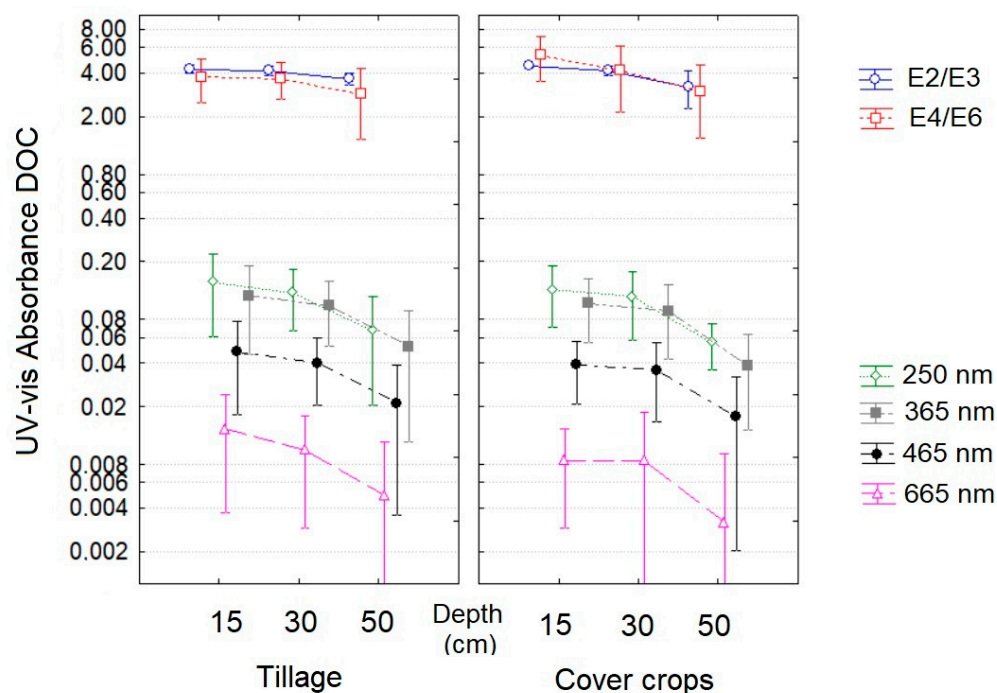 UV-vis Absorbance DOC
8.00
6.00
4.00
2.00
0.80
0.60
0.40
0.20
0.08
0.06
0.04
0.02
0.008
0.006
0.004
0.002
15 30 50
Depth
(cm)
15 30 50
Tillage
Cover crops
E2/E3
E4/E6
250 nm
365 nm
465 nm
665 nm